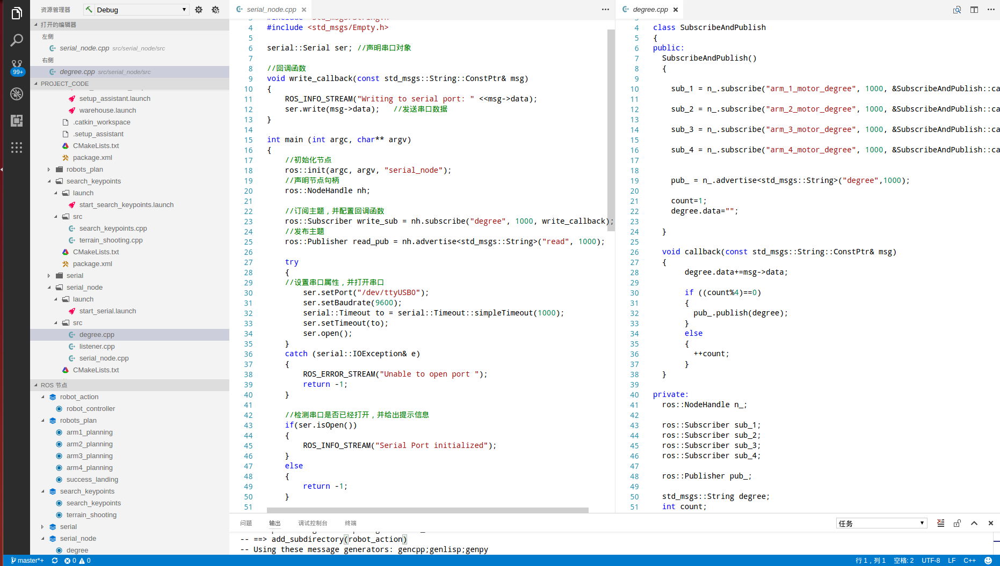 资源管理器
Debug
打开的编辑器
左侧
serial_node.cpp src/serial_node/src
右侧
degree.cpp src/serial_node/src
99+
PROJECT_CODE
setup_assistant.launch
warehouse.launch
.catkin_workspace
.setup_assistant
CMakeLists.txt
package.xml
robots_plan
search_keypoints
launch
start_search_keypoints.launch
src
search_keypoints.cpp
terrain_shooting.cpp
CMakeLists.txt
package.xml
serial
serial_node
launch
start_serial.launch
src
degree.cpp
listener.cpp
serial_node.cpp
CMakeLists.txt
ROS 节点
robot_action
robot_controller
robots_plan
arm1_planning
arm2_planning
arm3_planning
arm4_planning
success_landing
search_keypoints
search_keypoints
terrain_shooting
serial
serial_node
degree
serial_node.cpp
4 #include <std_msgs/Empty.h>
5
6 serial::Serial ser; //声明串口对象
7
8 //回调函数
9 void write_callback(const std_msgs::String::ConstPtr& msg)
10 {
11 ROS_INFO_STREAM("Writing to serial port: " <<msg->data);
12 ser.write(msg->data); //发送串口数据
13 }
14
15 int main (int argc, char** argv)
16 {
17 //初始化节点
18 ros::init(argc, argv, "serial_node");
19 //声明节点句柄
20 ros::NodeHandle nh;
21
22 //订阅主题，并配置回调函数
23 ros::Subscriber write_sub = nh.subscribe("degree", 1000, write_callback);
24 //发布主题
25 ros::Publisher read_pub = nh.advertise<std_msgs::String>("read", 1000);
26
27 try
28 {
29 //设置串口属性，并打开串口
30 ser.setPort("/dev/ttyUSB0");
31 ser.setBaudrate(9600);
32 serial::Timeout to = serial::Timeout::simpleTimeout(1000);
33 ser.setTimeout(to);
34 ser.open();
35 }
36 catch (serial::IOException& e)
37 {
38 ROS_ERROR_STREAM("Unable to open port ");
39 return -1;
40 }
41
42 //检测串口是否已经打开，并给出提示信息
43 if(ser.isOpen())
44 {
45 ROS_INFO_STREAM("Serial Port initialized");
46 }
47 else
48 {
49 return -1;
50 }
51
degree.cpp
4 class SubscribeAndPublish
5 {
6 public:
7 SubscribeAndPublish()
8 {
9
10 sub_1 = n_.subscribe("arm_1_motor_degree", 1000, &SubscribeAndPublish::ca
11
12 sub_2 = n_.subscribe("arm_2_motor_degree", 1000, &SubscribeAndPublish::ca
13
14 sub_3 = n_.subscribe("arm_3_motor_degree", 1000, &SubscribeAndPublish::ca
15
16 sub_4 = n_.subscribe("arm_4_motor_degree", 1000, &SubscribeAndPublish::ca
17
18
19 pub_ = n_.advertise<std_msgs::String>("degree",1000);
20
21 count=1;
22 degree.data="";
23
24 }
25
26 void callback(const std_msgs::String::ConstPtr& msg)
27 {
28 degree.data+=msg->data;
29
30 if ((count%4)==0)
31 {
32 pub_.publish(degree);
33 }
34 else
35 {
36 ++count;
37 }
38 }
39
40 private:
41 ros::NodeHandle n_;
42
43 ros::Subscriber sub_1;
44 ros::Subscriber sub_2;
45 ros::Subscriber sub_3;
46 ros::Subscriber sub_4;
47
48 ros::Publisher pub_;
49
50 std_msgs::String degree;
51 int count;
问题 输出 调试控制台 终端 任务
-- ==> add_subdirectory(robot_action)
-- Using these message generators: gencpp;genlisp;genpy
master*+ 0 0 行 1，列 1 空格: 2 UTF-8 LF C++